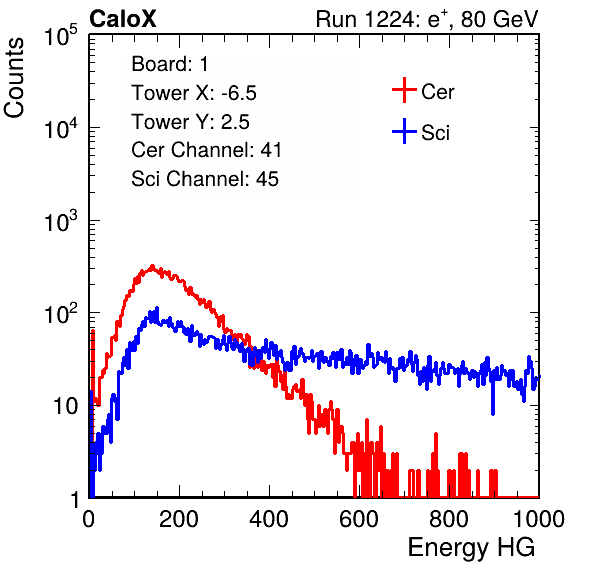 CaloX Run 1224: e⁺, 80 GeV
Counts
Board: 1
Tower X: -6.5
Tower Y: 2.5
Cer Channel: 41
Sci Channel: 45
Cer
Sci
10⁵
10⁴
10³
10²
10
1
0 200 400 600 800 1000
Energy HG